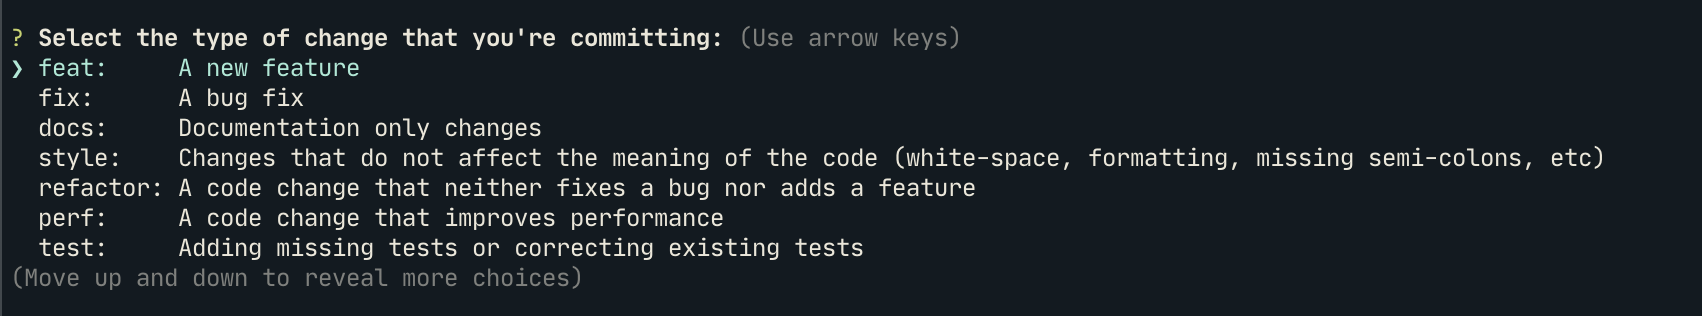 ? Select the type of change that you're committing: (Use arrow keys)
❯ feat:     A new feature
  fix:      A bug fix
  docs:     Documentation only changes
  style:    Changes that do not affect the meaning of the code (white-space, formatting, missing semi-colons, etc)
  refactor: A code change that neither fixes a bug nor adds a feature
  perf:     A code change that improves performance
  test:     Adding missing tests or correcting existing tests
(Move up and down to reveal more choices)